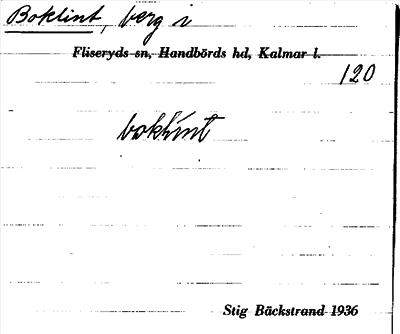 Boklint, berg i
Fliseryds sn, Handbörds hd, Kalmar l.
120
boklint
Stig Bäckstrand 1936